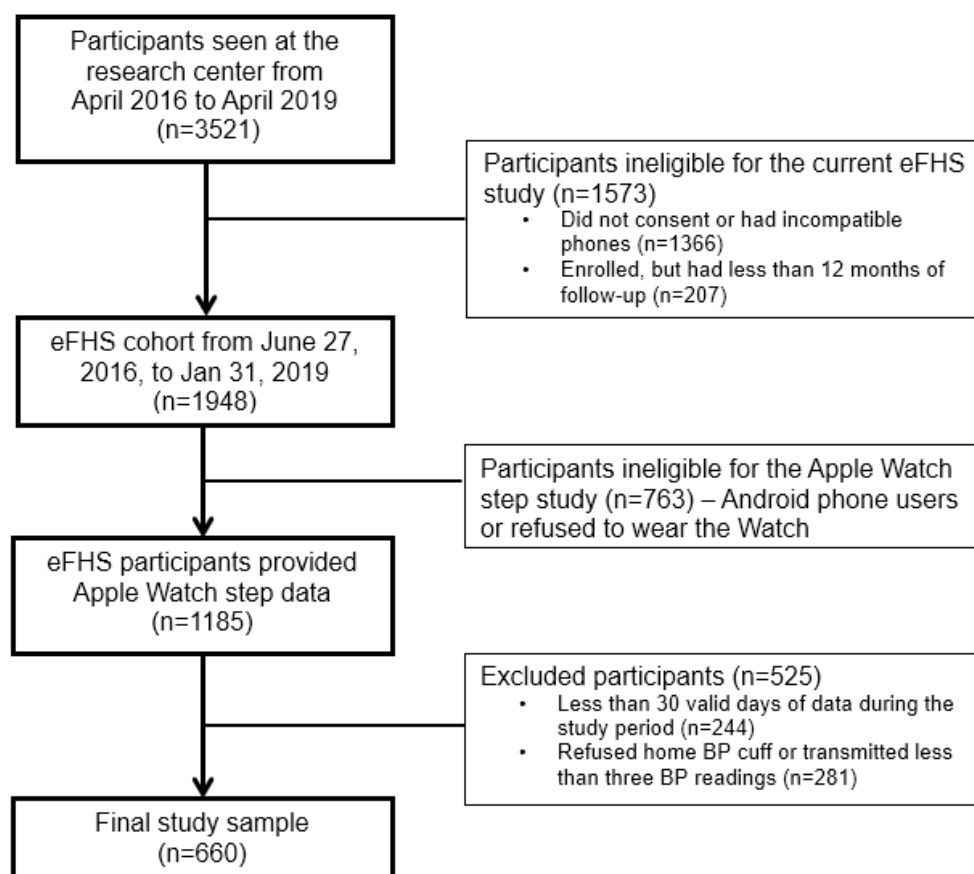 Participants seen at the
research center from
April 2016 to April 2019
(n=3521)
Participants ineligible for the current eFHS
study (n=1573)
• Did not consent or had incompatible
phones (n=1366)
• Enrolled, but had less than 12 months of
follow-up (n=207)
eFHS cohort from June 27,
2016, to Jan 31, 2019
(n=1948)
Participants ineligible for the Apple Watch
step study (n=763) – Android phone users
or refused to wear the Watch
eFHS participants provided
Apple Watch step data
(n=1185)
Excluded participants (n=525)
• Less than 30 valid days of data during the
study period (n=244)
• Refused home BP cuff or transmitted less
than three BP readings (n=281)
Final study sample
(n=660)